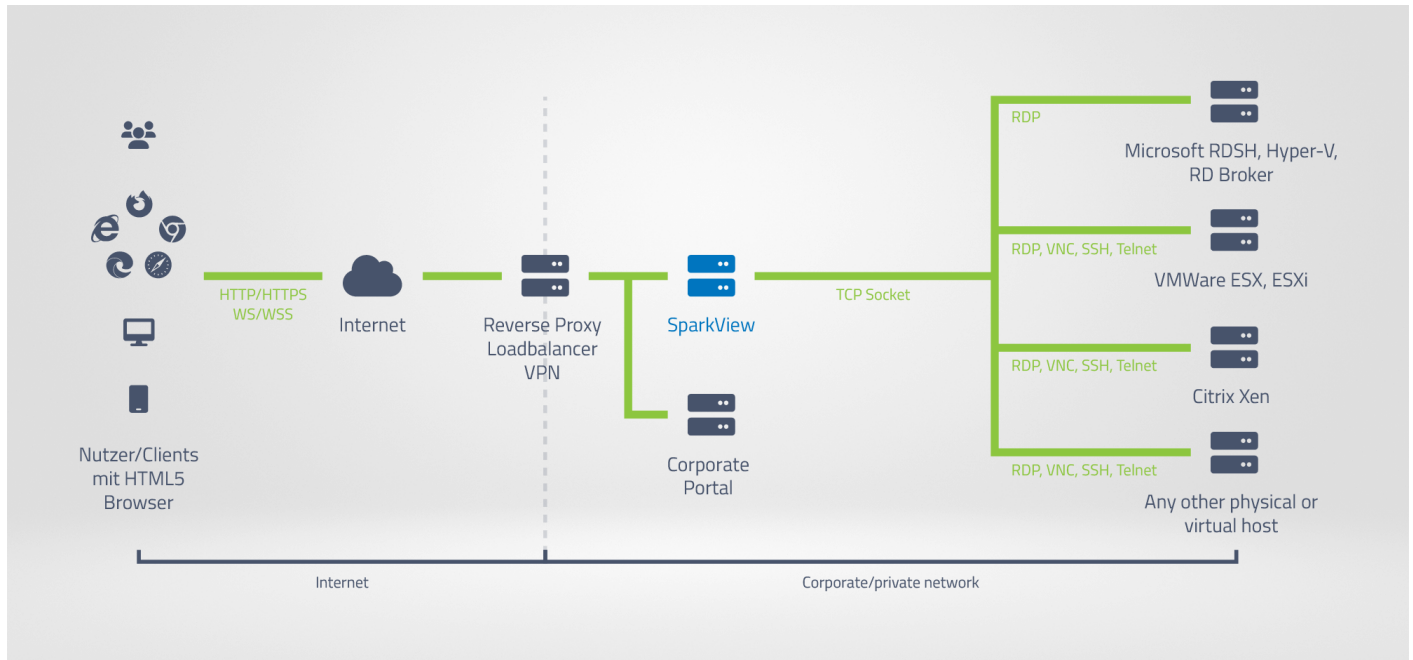 Nutzer/Clients
mit HTML5
Browser
HTTP/HTTPS
WS/WSS
Internet
Reverse Proxy
Loadbalancer
VPN
SparkView
Corporate
Portal
TCP Socket
RDP
Microsoft RDSH, Hyper-V,
RD Broker
RDP, VNC, SSH, Telnet
VMWare ESX, ESXi
RDP, VNC, SSH, Telnet
Citrix Xen
RDP, VNC, SSH, Telnet
Any other physical or
virtual host
Internet
Corporate/private network